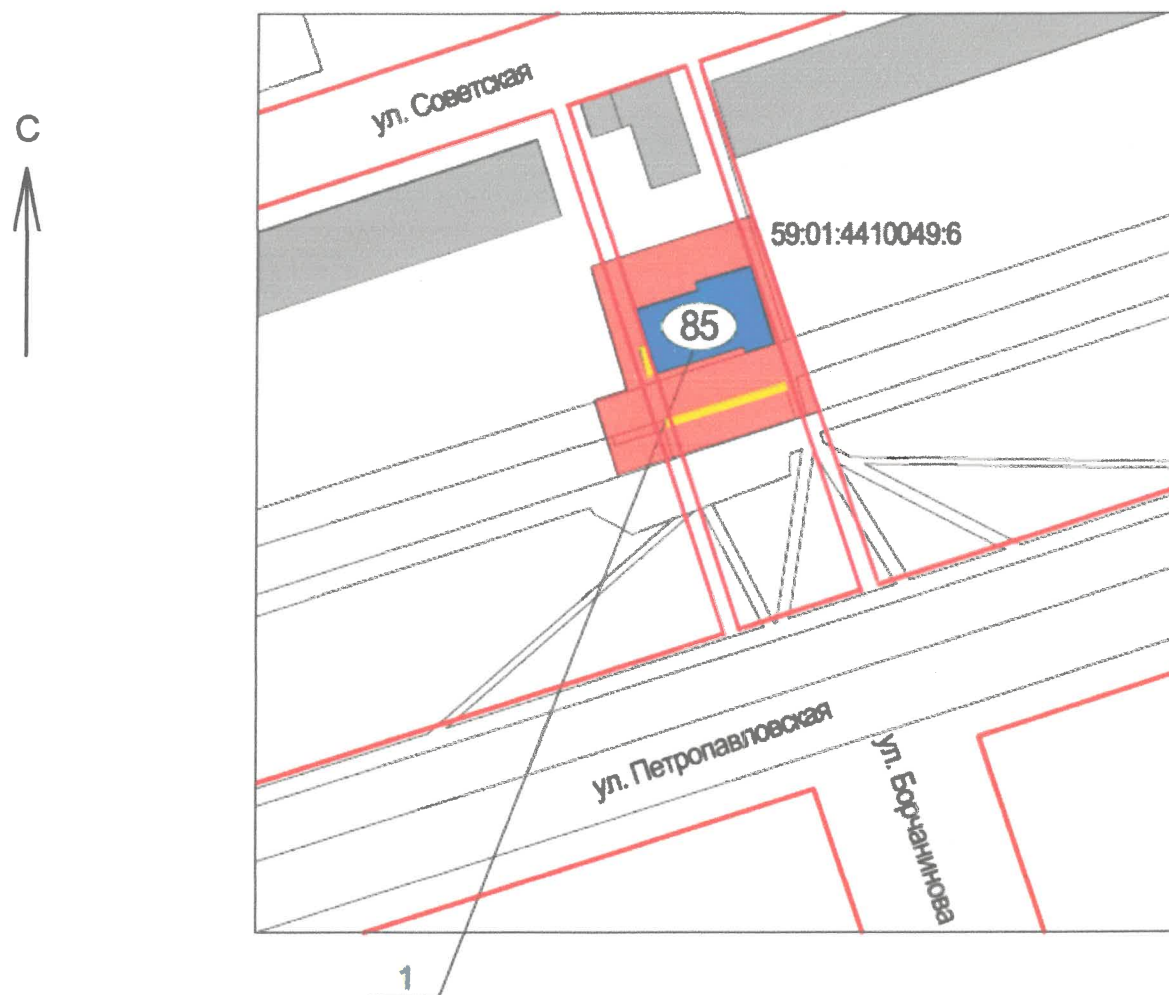 С
ул. Советская
59:01:4410049:6
85
ул. Петропавловская
ул. Борчанинова
1